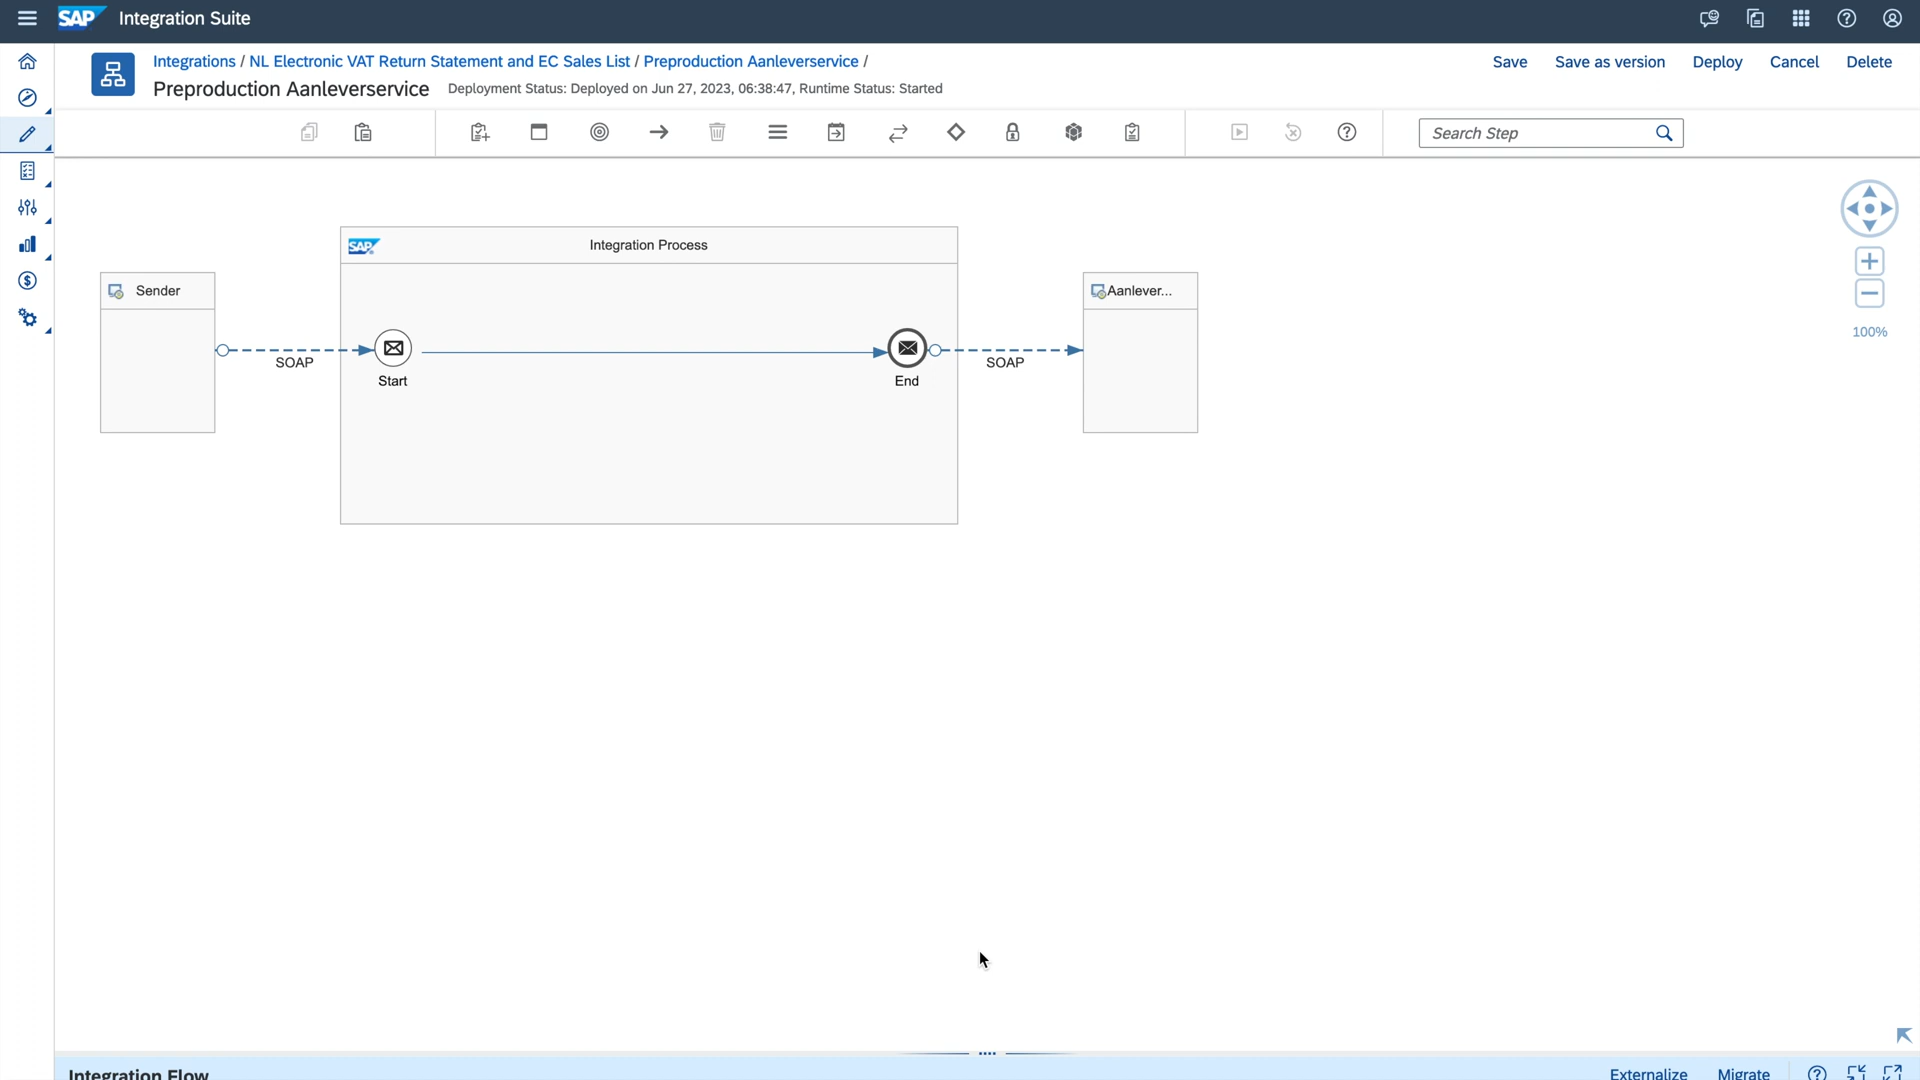 SAP Integration Suite
Integrations / NL Electronic VAT Return Statement and EC Sales List / Preproduction Aanleverservice /
Save Save as version Deploy Cancel Delete
Preproduction Aanleverservice Deployment Status: Deployed on Jun 27, 2023, 06:38:47, Runtime Status: Started
Search Step
SAP Integration Process
Sender
Aanlever...
100%
SOAP
SOAP
Start
End
Integration Flow
Externalize Migrate